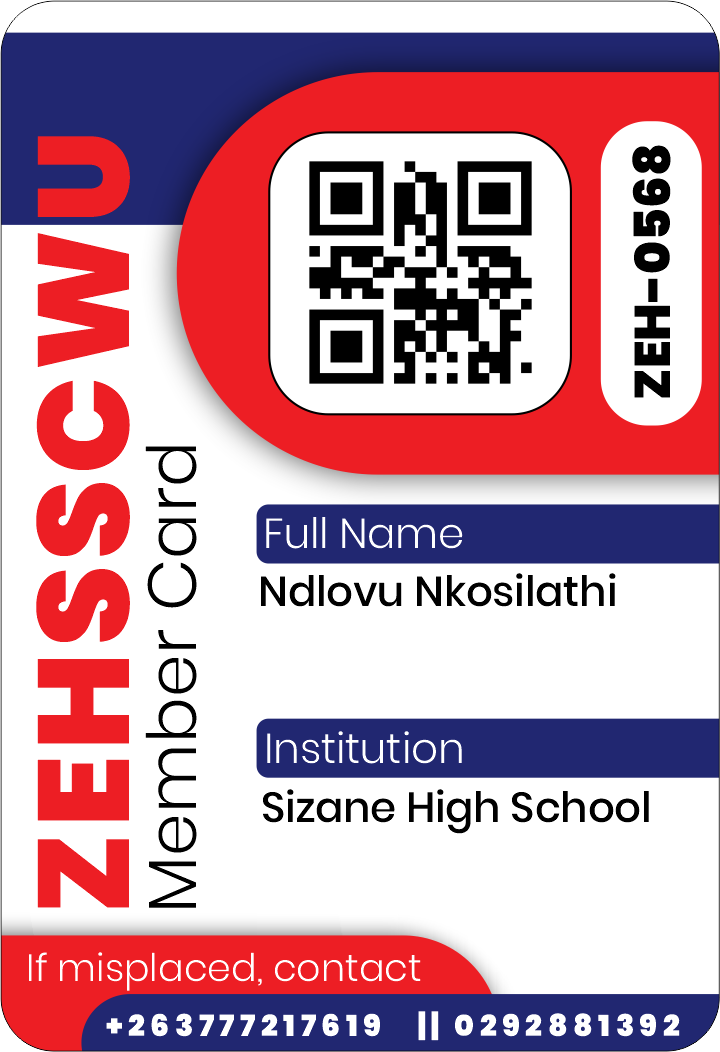 ZEHSSCWU
Member Card
ZEH-0568
Full Name
Ndlovu Nkosilathi
Institution
Sizane High School
If misplaced, contact
+263777217619 || 0292881392